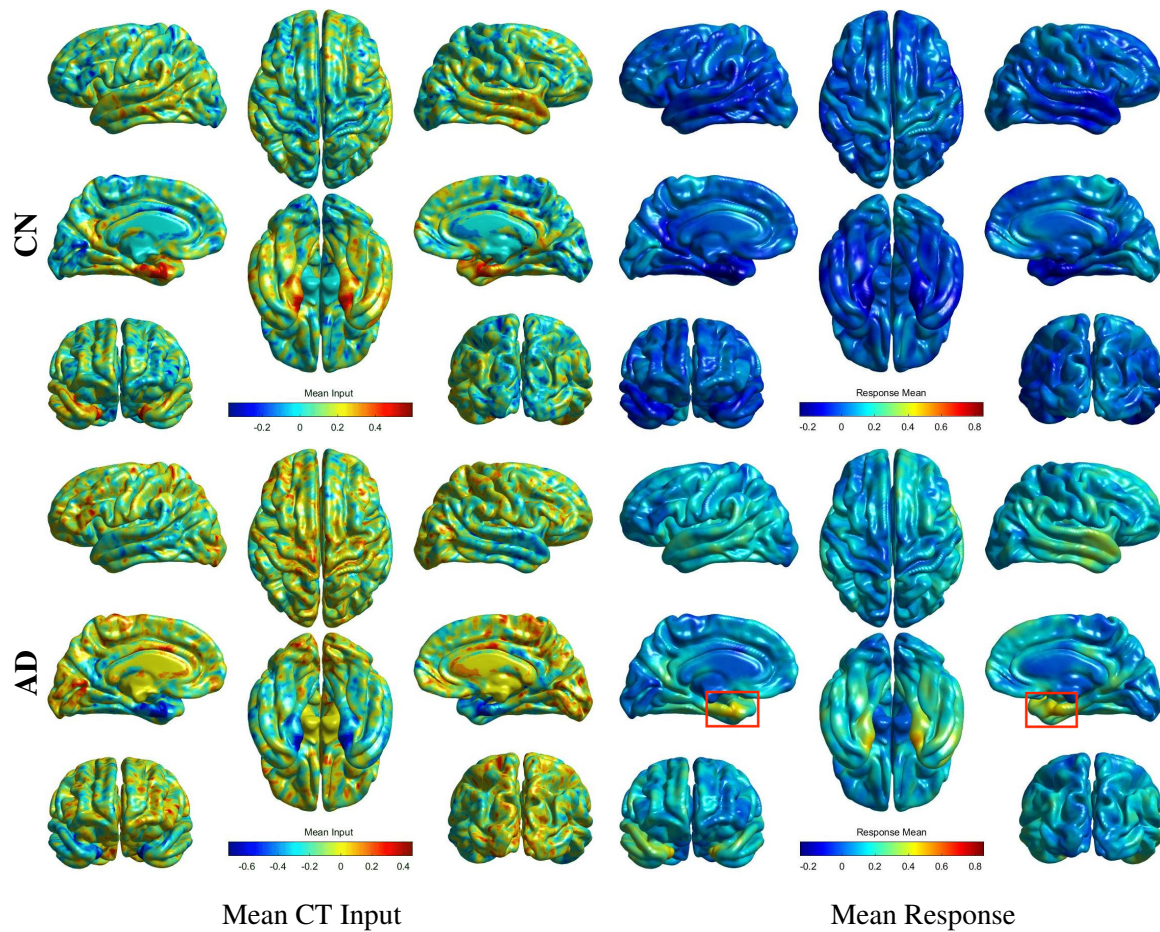 CN
Mean Input
-0.2 0 0.2 0.4
Response Mean
-0.2 0 0.2 0.4 0.6 0.8
AD
Mean Input
-0.6 -0.4 -0.2 0 0.2 0.4
Response Mean
-0.2 0 0.2 0.4 0.6 0.8
Mean CT Input
Mean Response